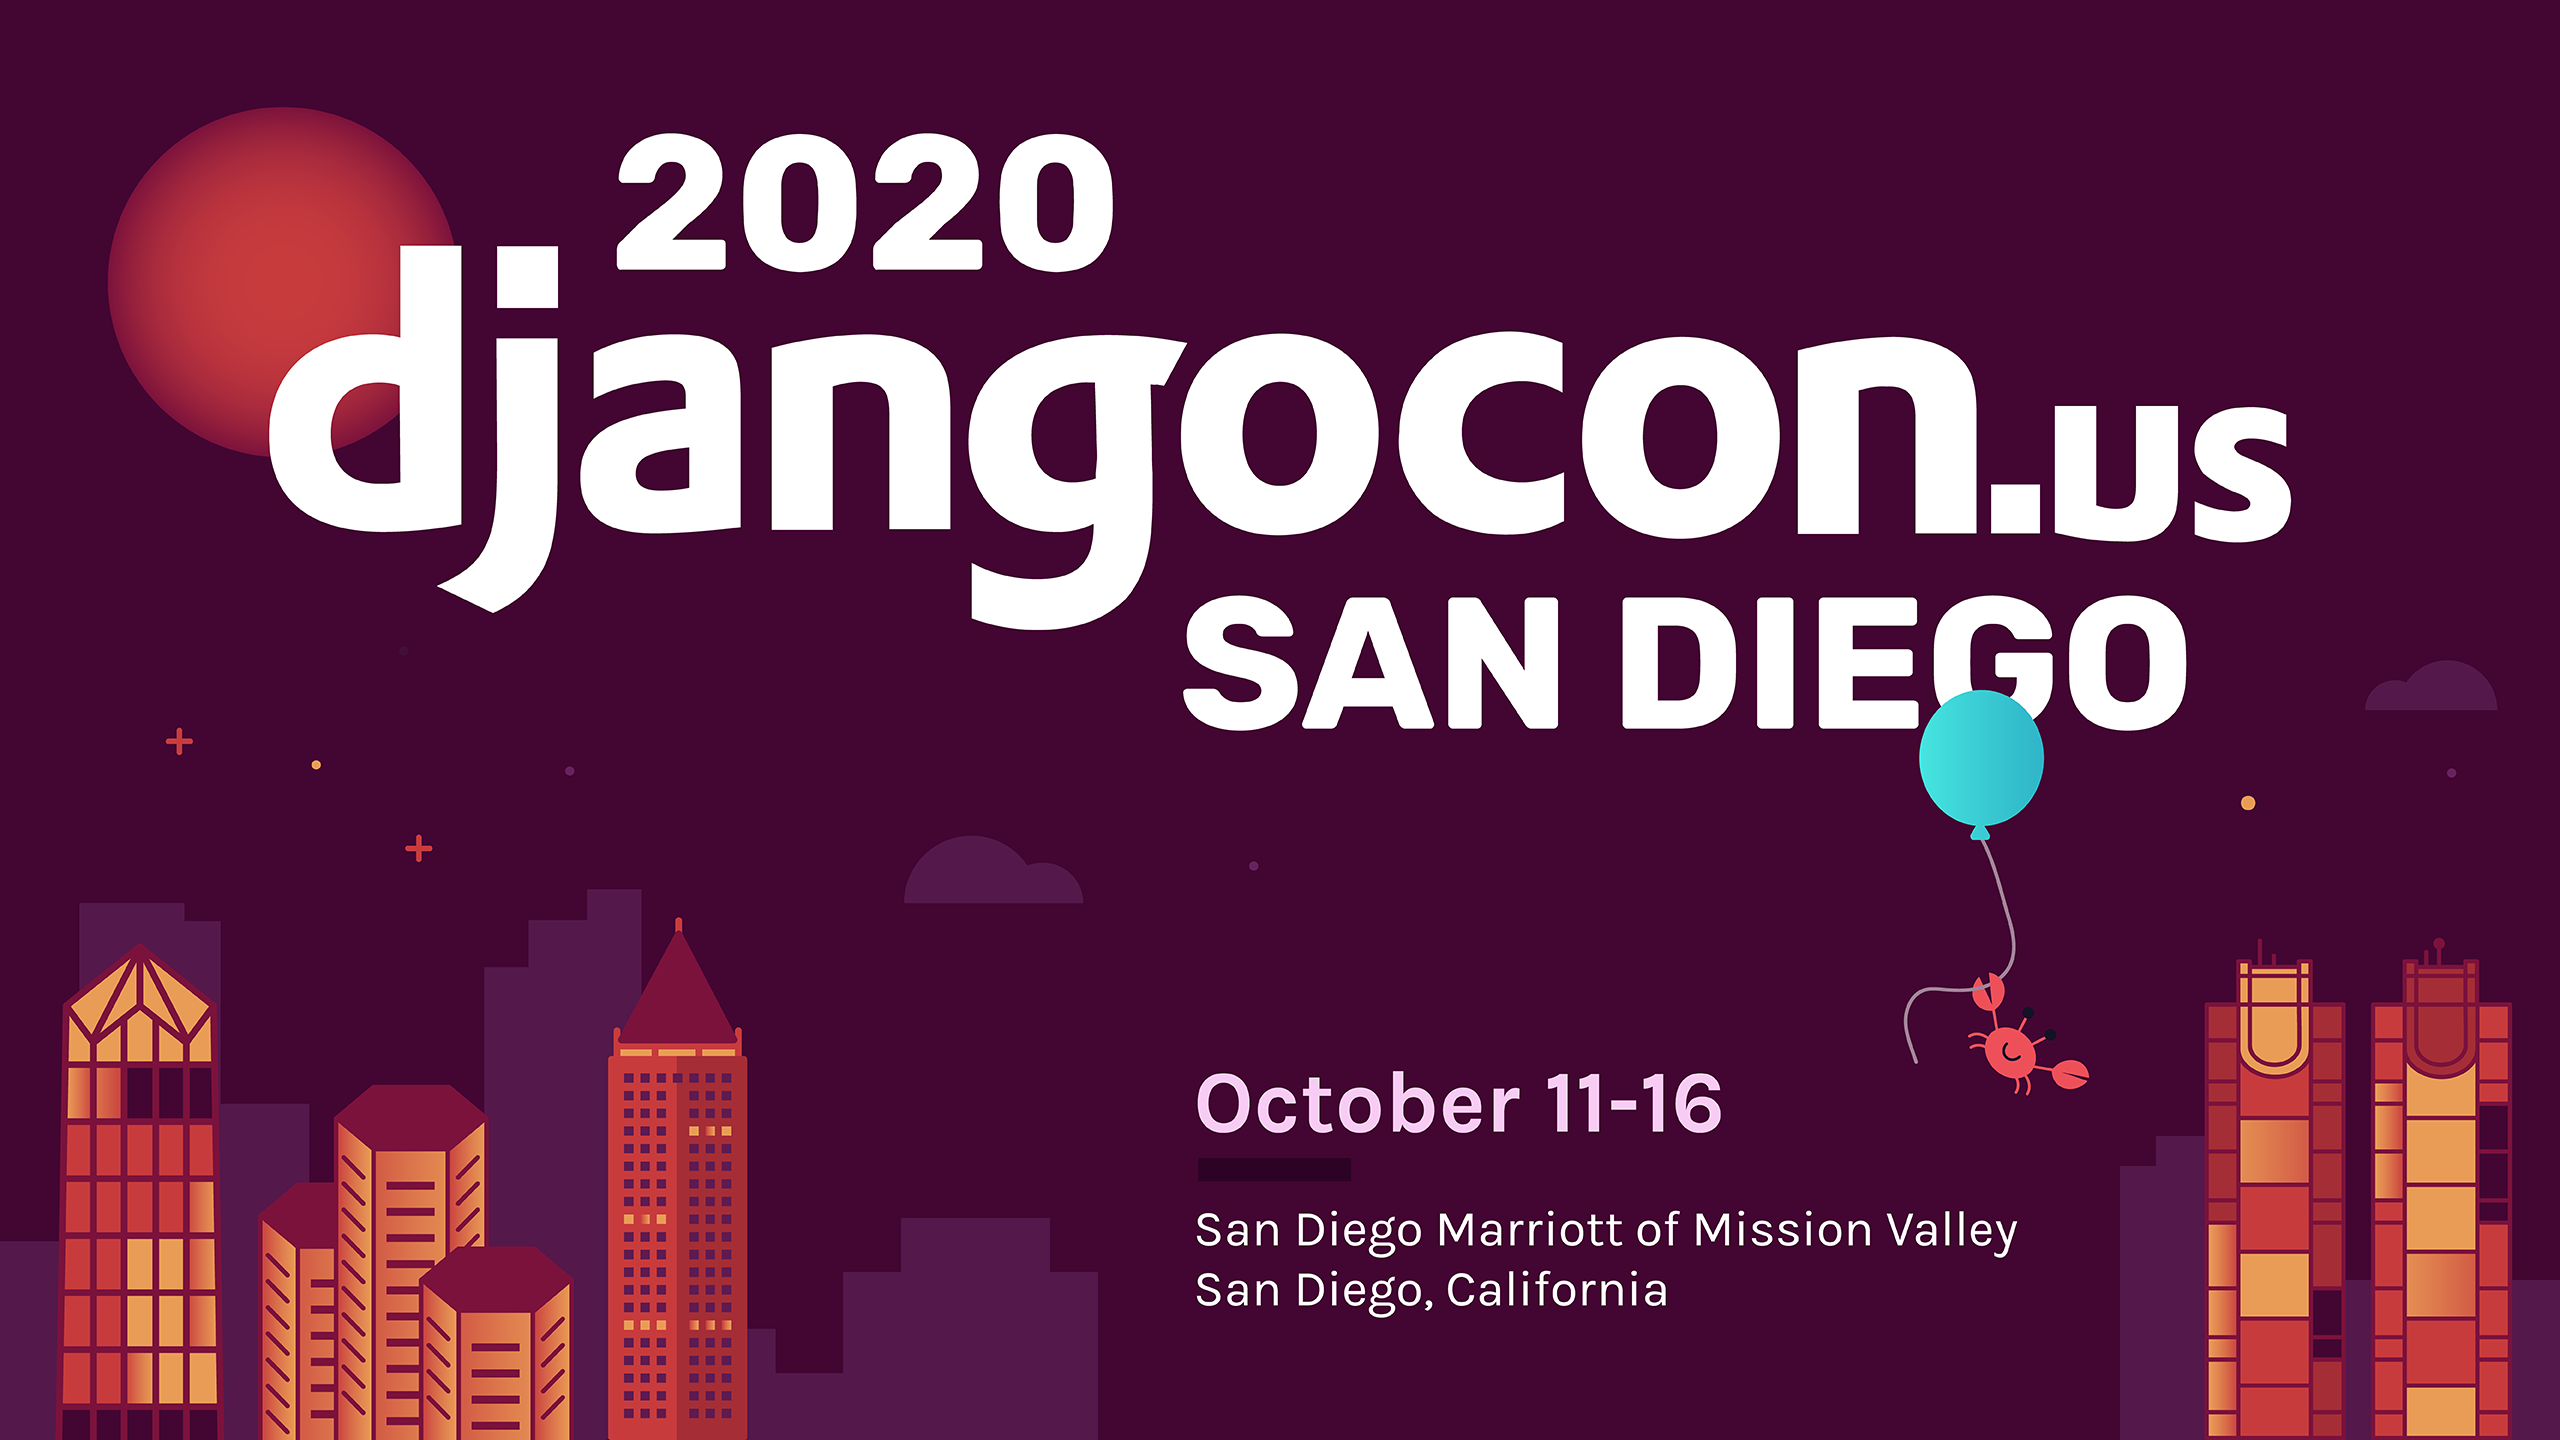 2020
djangocon.us
SAN DIEGO
October 11-16
San Diego Marriott of Mission Valley
San Diego, California